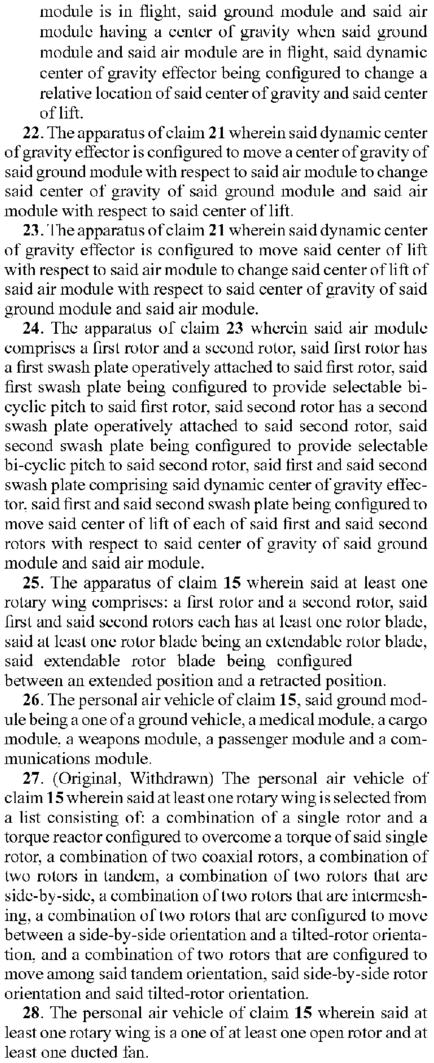 module is in flight, said ground module and said air
module having a center of gravity when said ground
module and said air module are in flight, said dynamic
center of gravity effector being configured to change a
relative location of said center of gravity and said center
of lift.
22. The apparatus of claim 21 wherein said dynamic center
of gravity effector is configured to move a center of gravity of
said ground module with respect to said air module to change
said center of gravity of said ground module and said air
module with respect to said center of lift.
23. The apparatus of claim 21 wherein said dynamic center
of gravity effector is configured to move said center of lift
with respect to said air module to change said center of lift of
said air module with respect to said center of gravity of said
ground module and said air module.
24. The apparatus of claim 23 wherein said air module
comprises a first rotor and a second rotor, said first rotor has
a first swash plate operatively attached to said first rotor, said
first swash plate being configured to provide selectable bi-
cyclic pitch to said first rotor, said second rotor has a second
swash plate operatively attached to said second rotor, said
second swash plate being configured to provide selectable
bi-cyclic pitch to said second rotor, said first and said second
swash plate comprising said dynamic center of gravity effec-
tor, said first and said second swash plate being configured to
move said center of lift of each of said first and said second
rotors with respect to said center of gravity of said ground
module and said air module.
25. The apparatus of claim 15 wherein said at least one
rotary wing comprises: a first rotor and a second rotor, said
first and said second rotors each has at least one rotor blade,
said at least one rotor blade being an extendable rotor blade,
said extendable rotor blade being configured
between an extended position and a retracted position.
26. The personal air vehicle of claim 15, said ground mod-
ule being a one of a ground vehicle, a medical module, a cargo
module, a weapons module, a passenger module and a com-
munications module.
27. (Original, Withdrawn) The personal air vehicle of
claim 15 wherein said at least one rotary wing is selected from
a list consisting of: a combination of a single rotor and a
torque reactor configured to overcome a torque of said single
rotor, a combination of two coaxial rotors, a combination of
two rotors in tandem, a combination of two rotors that are
side-by-side, a combination of two rotors that are intermesh-
ing, a combination of two rotors that are configured to move
between a side-by-side orientation and a tilted-rotor orienta-
tion, and a combination of two rotors that are configured to
move among said tandem orientation, said side-by-side rotor
orientation and said tilted-rotor orientation.
28. The personal air vehicle of claim 15 wherein said at
least one rotary wing is a one of at least one open rotor and at
least one ducted fan.